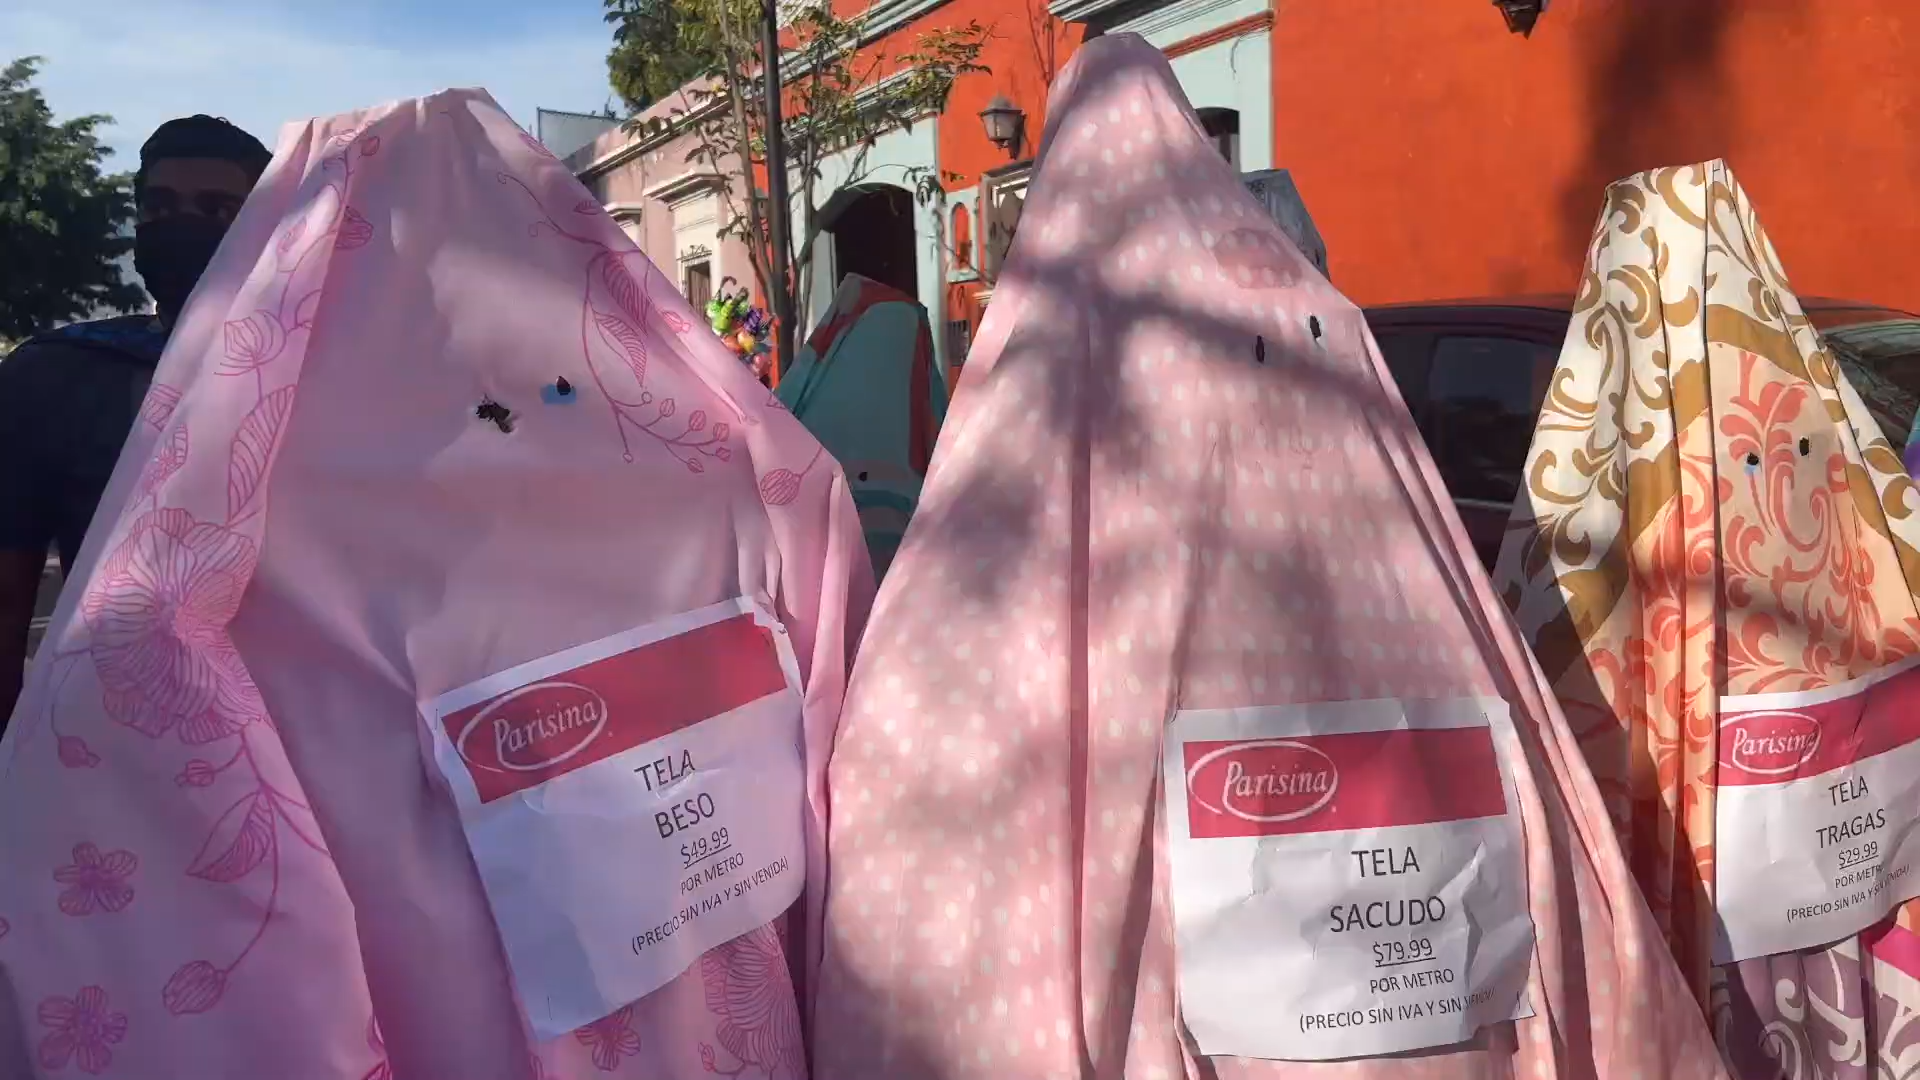 Parisina
TELA
BESO
$49.99
POR METRO
(PRECIO SIN IVA Y SIN VENIDA)
Parisina
TELA
SACUDO
$79.99
POR METRO
(PRECIO SIN IVA Y SIN
Parisina
TELA
TRAGAS
$29.99
POR METRO
(PRECIO SIN IVA Y SIN VENIDA)